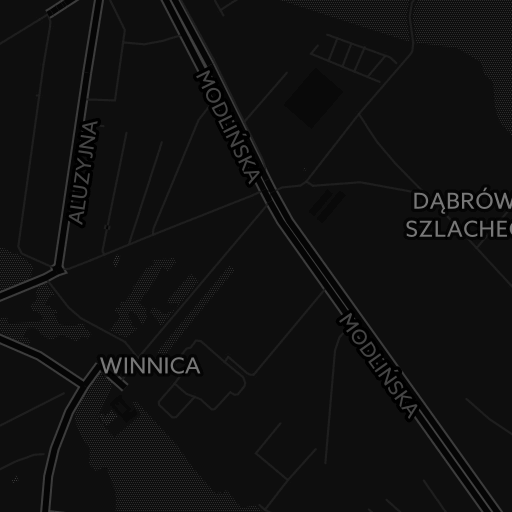 MODLIŃSKA
ALUZYJNA
DĄBRÓW
SZLACHEC
MODLIŃSKA
WINNICA